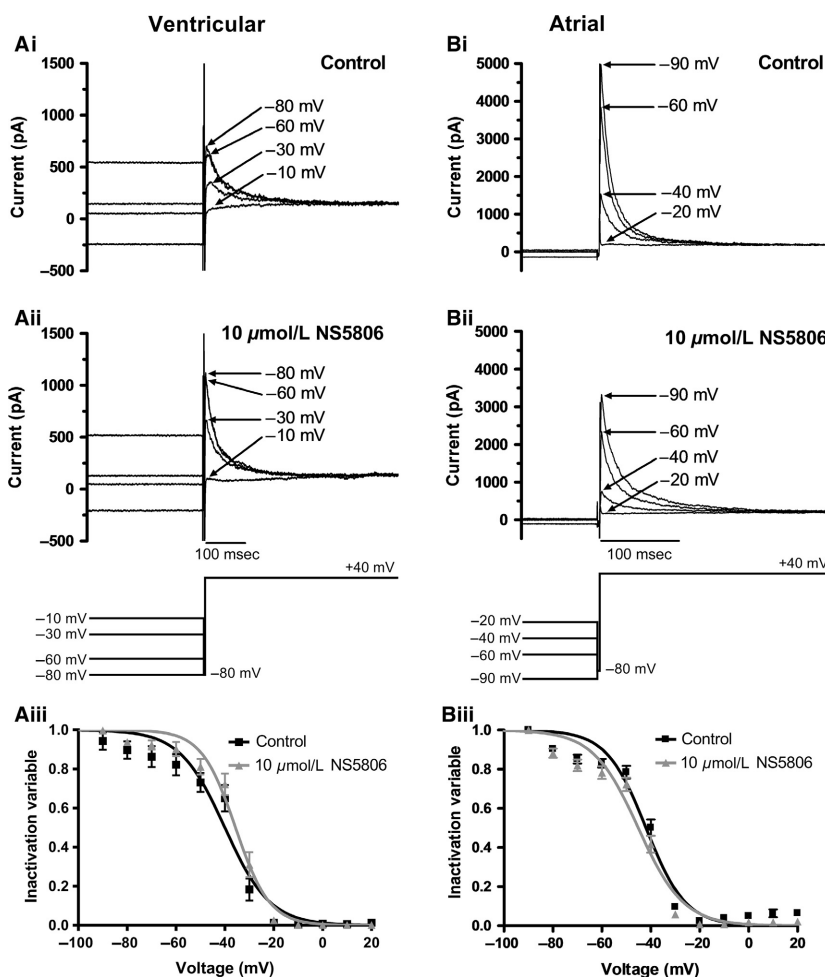 Ventricular
Atrial
Ai
Control
1500
1000
500
0
−500
Current (pA)
−80 mV
−60 mV
−30 mV
−10 mV
Bi
Control
5000
4000
3000
2000
1000
0
Current (pA)
−90 mV
−60 mV
−40 mV
−20 mV
Aii
10 µmol/L NS5806
1500
1000
500
0
−500
Current (pA)
−80 mV
−60 mV
−30 mV
−10 mV
100 msec
Bii
10 µmol/L NS5806
5000
4000
3000
2000
1000
0
Current (pA)
−90 mV
−60 mV
−40 mV
−20 mV
100 msec
+40 mV
−10 mV
−30 mV
−60 mV
−80 mV
−80 mV
+40 mV
−20 mV
−40 mV
−60 mV
−90 mV
−80 mV
Aiii
1.0
0.8
0.6
0.4
0.2
0.0
Inactivation variable
Control
10 µmol/L NS5806
−100
−80
−60
−40
−20
0
20
Voltage (mV)
Biii
1.0
0.8
0.6
0.4
0.2
0.0
Inactivation variable
Control
10 µmol/L NS5806
−100
−80
−60
−40
−20
0
20
Voltage (mV)